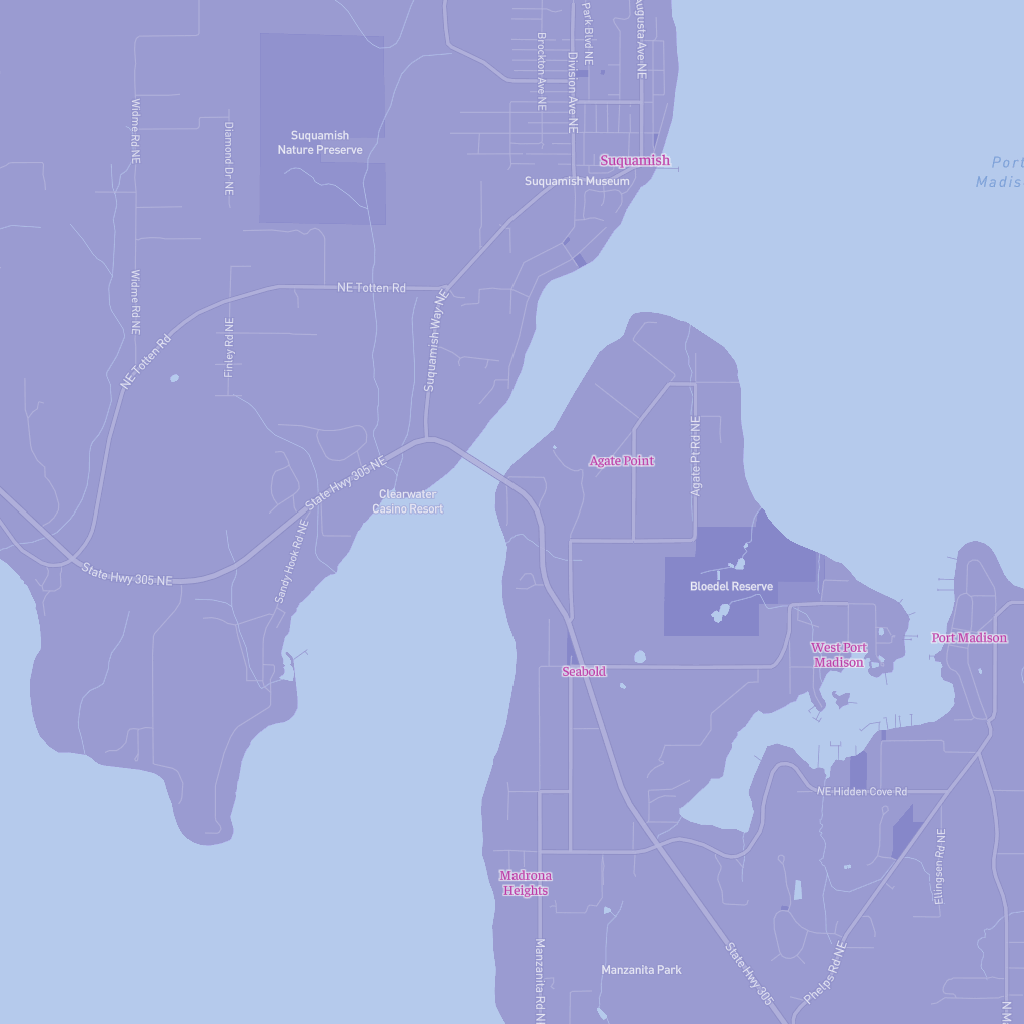 Park Blvd NE
Augusta Ave NE
Brockton Ave NE
Division Ave NE
Widme Rd NE
Diamond Dr NE
Suquamish
Nature Preserve
Suquamish
Suquamish Museum
Port
Madis
Widme Rd NE
NE Totten Rd
Suquamish Way NE
NE Totten Rd
Finley Rd NE
Agate Point
Agate Pt Rd NE
State Hwy 305 NE
Clearwater
Casino Resort
Sandy Hook Rd NE
State Hwy 305 NE
Bloedel Reserve
Port Madison
West Port
Madison
Seabold
NE Hidden Cove Rd
Ellingsen Rd NE
Madrona
Heights
Manzanita Rd N
Manzanita Park
State Hwy 305
Phelps Rd NE
N M